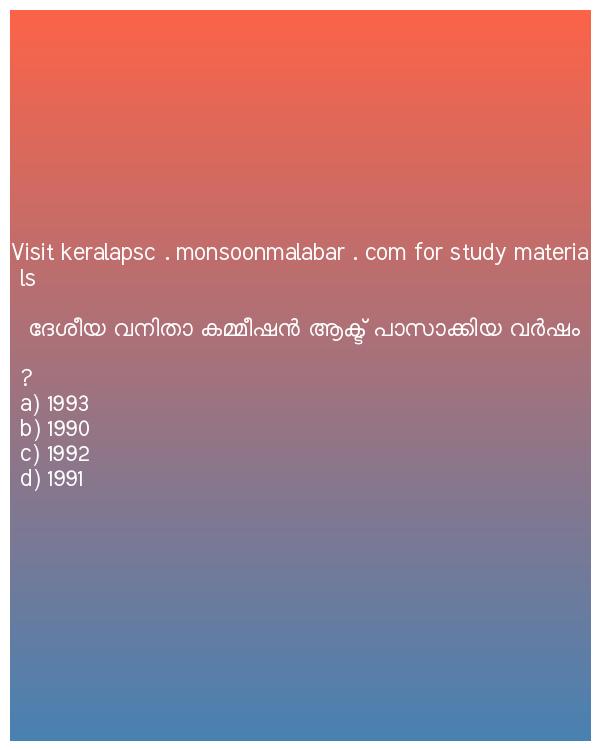 Visit keralapsc . monsoonmalabar . com for study materia
ls
ദേശീയ വനിതാ കമ്മീഷൻ ആക്ട് പാസാക്കിയ വർഷം
?
a) 1993
b) 1990
c) 1992
d) 1991